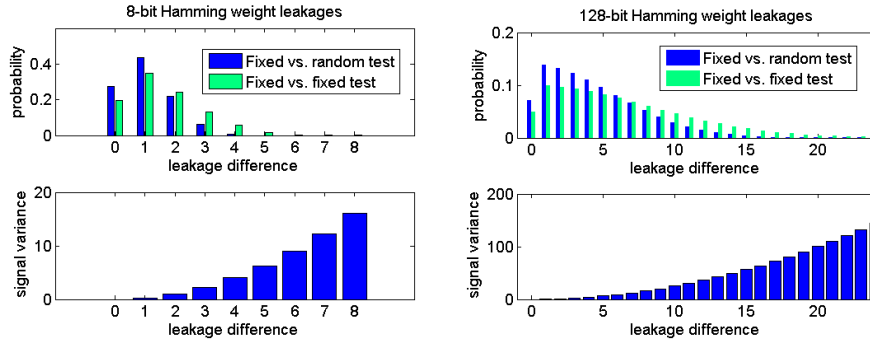 8-bit Hamming weight leakages
probability
0.4
0.2
0
Fixed vs. random test
Fixed vs. fixed test
0 1 2 3 4 5 6 7 8
leakage difference
signal variance
20
10
0
0 1 2 3 4 5 6 7 8
leakage difference
128-bit Hamming weight leakages
probability
0.2
0.1
0
Fixed vs. random test
Fixed vs. fixed test
0 5 10 15 20
leakage difference
signal variance
200
100
0
0 5 10 15 20
leakage difference